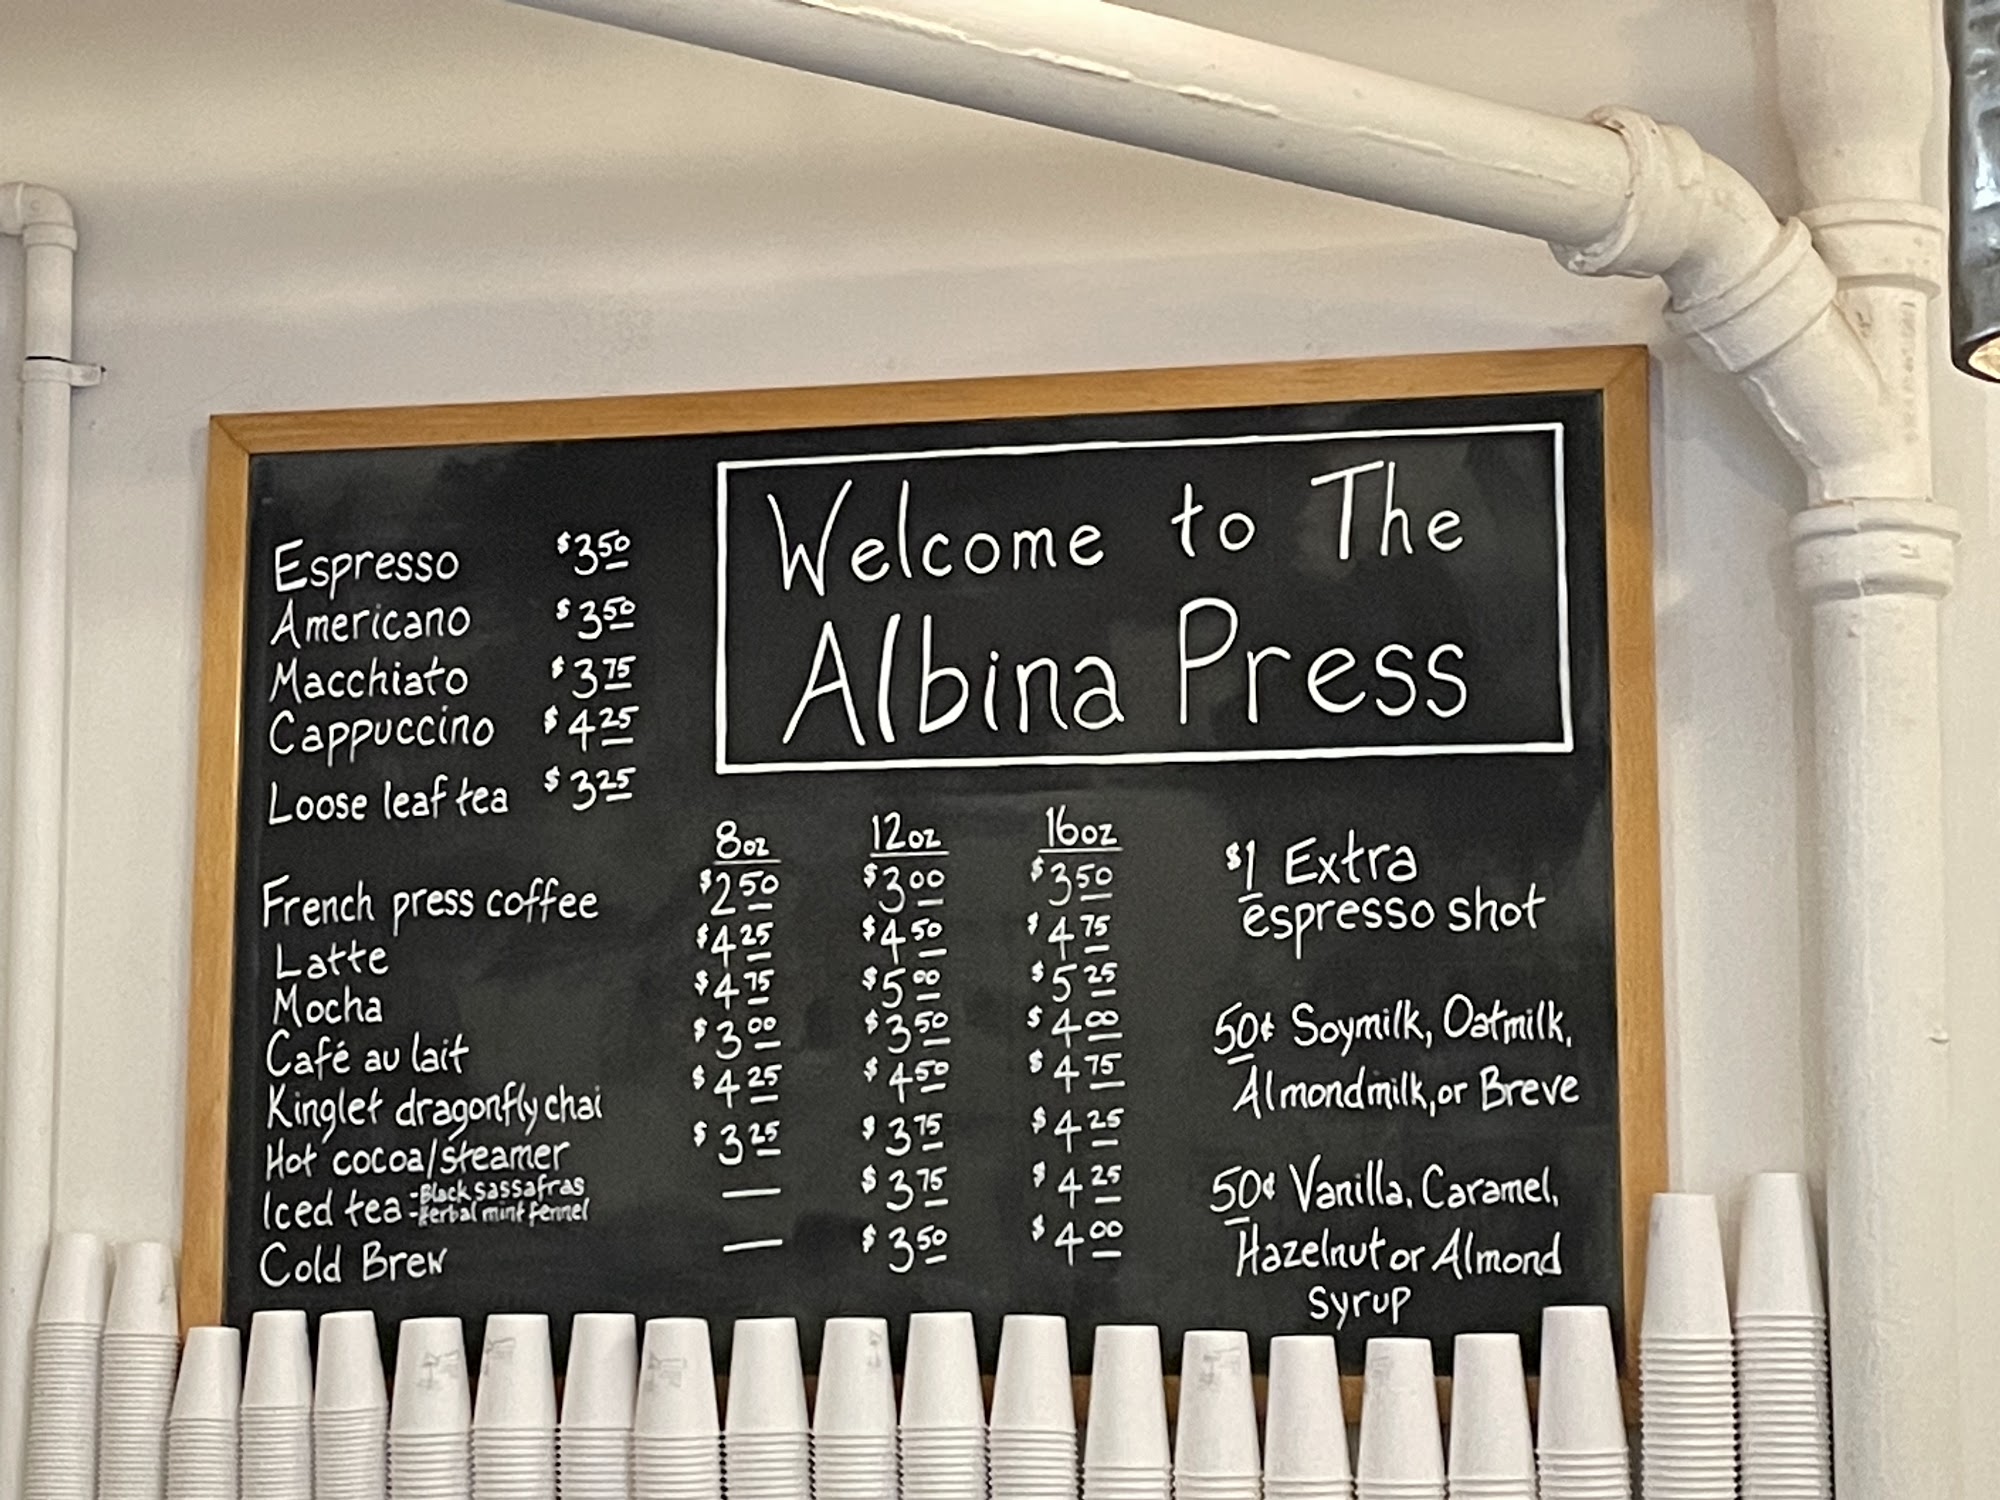 Welcome to The
Albina Press
Espresso $3.50
Americano $3.50
Macchiato $3.75
Cappuccino $4.25
Loose leaf tea $3.25
8oz 12oz 16oz
French press coffee $2.50 $3.00 $3.50
Latte $4.25 $4.50 $4.75
Mocha $4.75 $5.00 $5.25
Café au lait $3.00 $3.50 $4.00
Kinglet dragonfly chai $4.25 $4.50 $4.75
Hot cocoa/steamer $3.25 $3.75 $4.25
Iced tea -Black sassafras
-Herbal mint fennel — $3.75 $4.25
Cold Brew — $3.50 $4.00
$1 Extra
espresso shot
50¢ Soymilk, Oatmilk,
Almondmilk, or Breve
50¢ Vanilla, Caramel,
Hazelnut or Almond
syrup